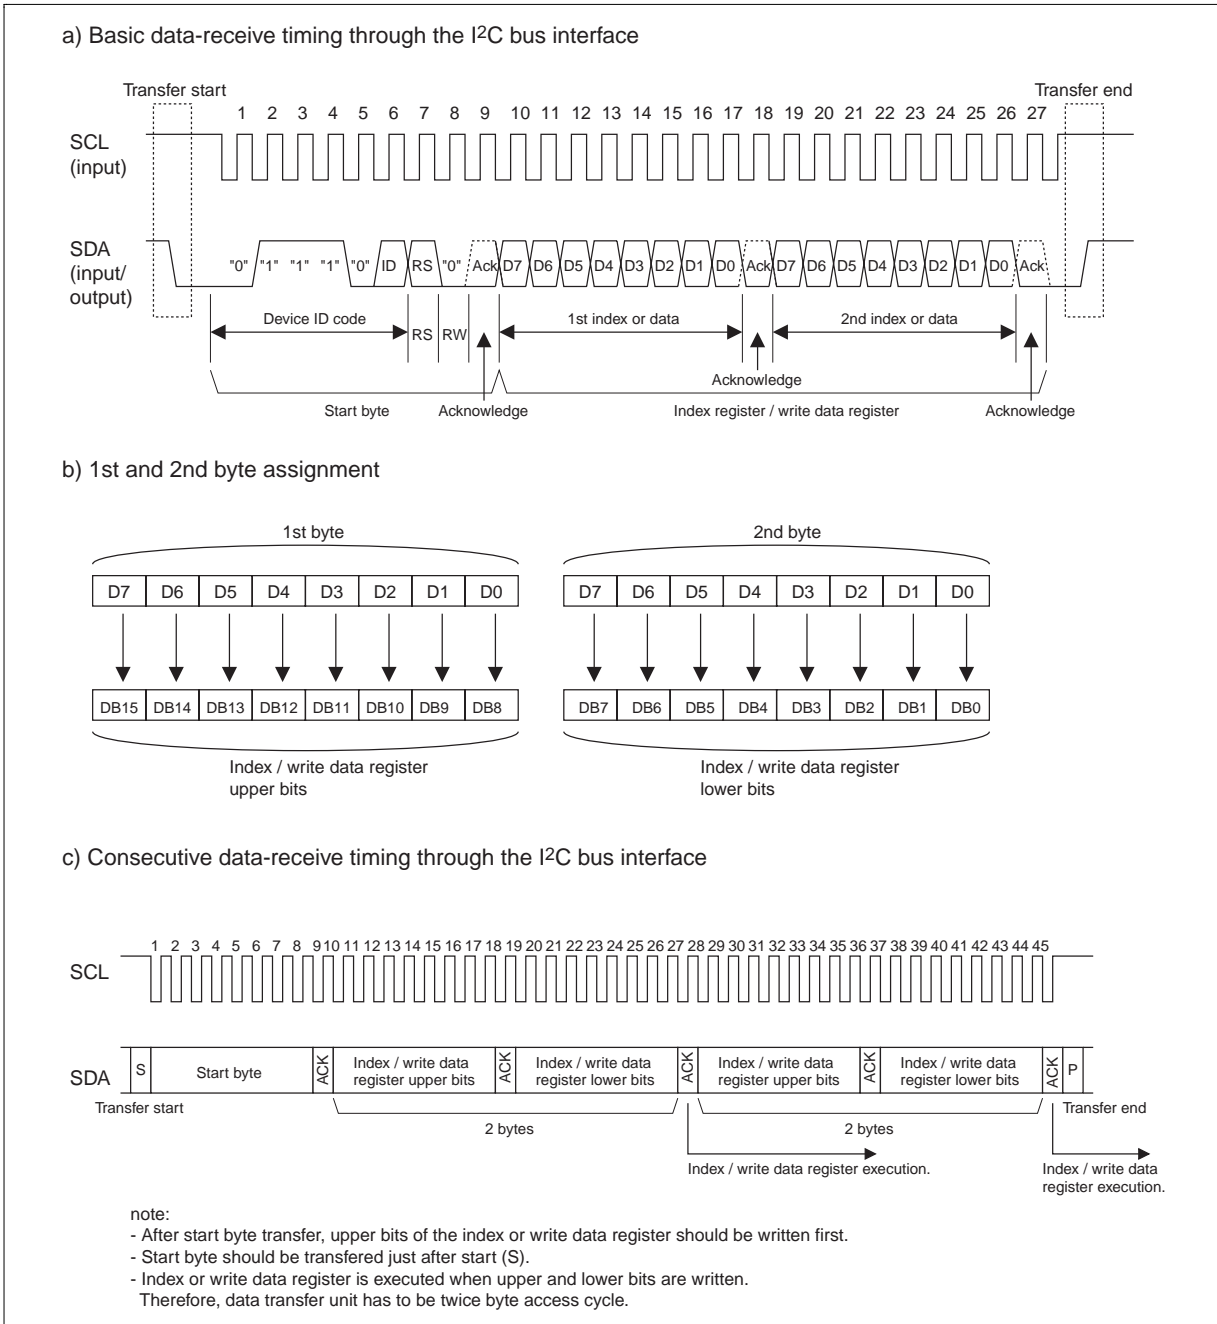 a) Basic data-receive timing through the I2C bus interface
Transfer start
Transfer end
1 2 3 4 5 6 7 8 9 10 11 12 13 14 15 16 17 18 19 20 21 22 23 24 25 26 27
SCL
(input)
SDA
(input/
output)
"0" "1" "1" "1" "0" ID RS "0" Ack D7 D6 D5 D4 D3 D2 D1 D0 Ack D7 D6 D5 D4 D3 D2 D1 D0 Ack
Device ID code
RS
RW
1st index or data
2nd index or data
Acknowledge
Start byte
Acknowledge
Index register / write data register
Acknowledge
b) 1st and 2nd byte assignment
1st byte
2nd byte
D7 D6 D5 D4 D3 D2 D1 D0
D7 D6 D5 D4 D3 D2 D1 D0
DB15 DB14 DB13 DB12 DB11 DB10 DB9 DB8
DB7 DB6 DB5 DB4 DB3 DB2 DB1 DB0
Index / write data register
upper bits
Index / write data register
lower bits
c) Consecutive data-receive timing through the I2C bus interface
1 2 3 4 5 6 7 8 9 10 11 12 13 14 15 16 17 18 19 20 21 22 23 24 25 26 27 28 29 30 31 32 33 34 35 36 37 38 39 40 41 42 43 44 45
SCL
SDA
S
Start byte
ACK
Index / write data
register upper bits
ACK
Index / write data
register lower bits
ACK
Index / write data
register upper bits
ACK
Index / write data
register lower bits
ACK
P
Transfer start
Transfer end
2 bytes
2 bytes
Index / write data register execution.
Index / write data
register execution.
note:
- After start byte transfer, upper bits of the index or write data register should be written first.
- Start byte should be transfered just after start (S).
- Index or write data register is executed when upper and lower bits are written.
Therefore, data transfer unit has to be twice byte access cycle.